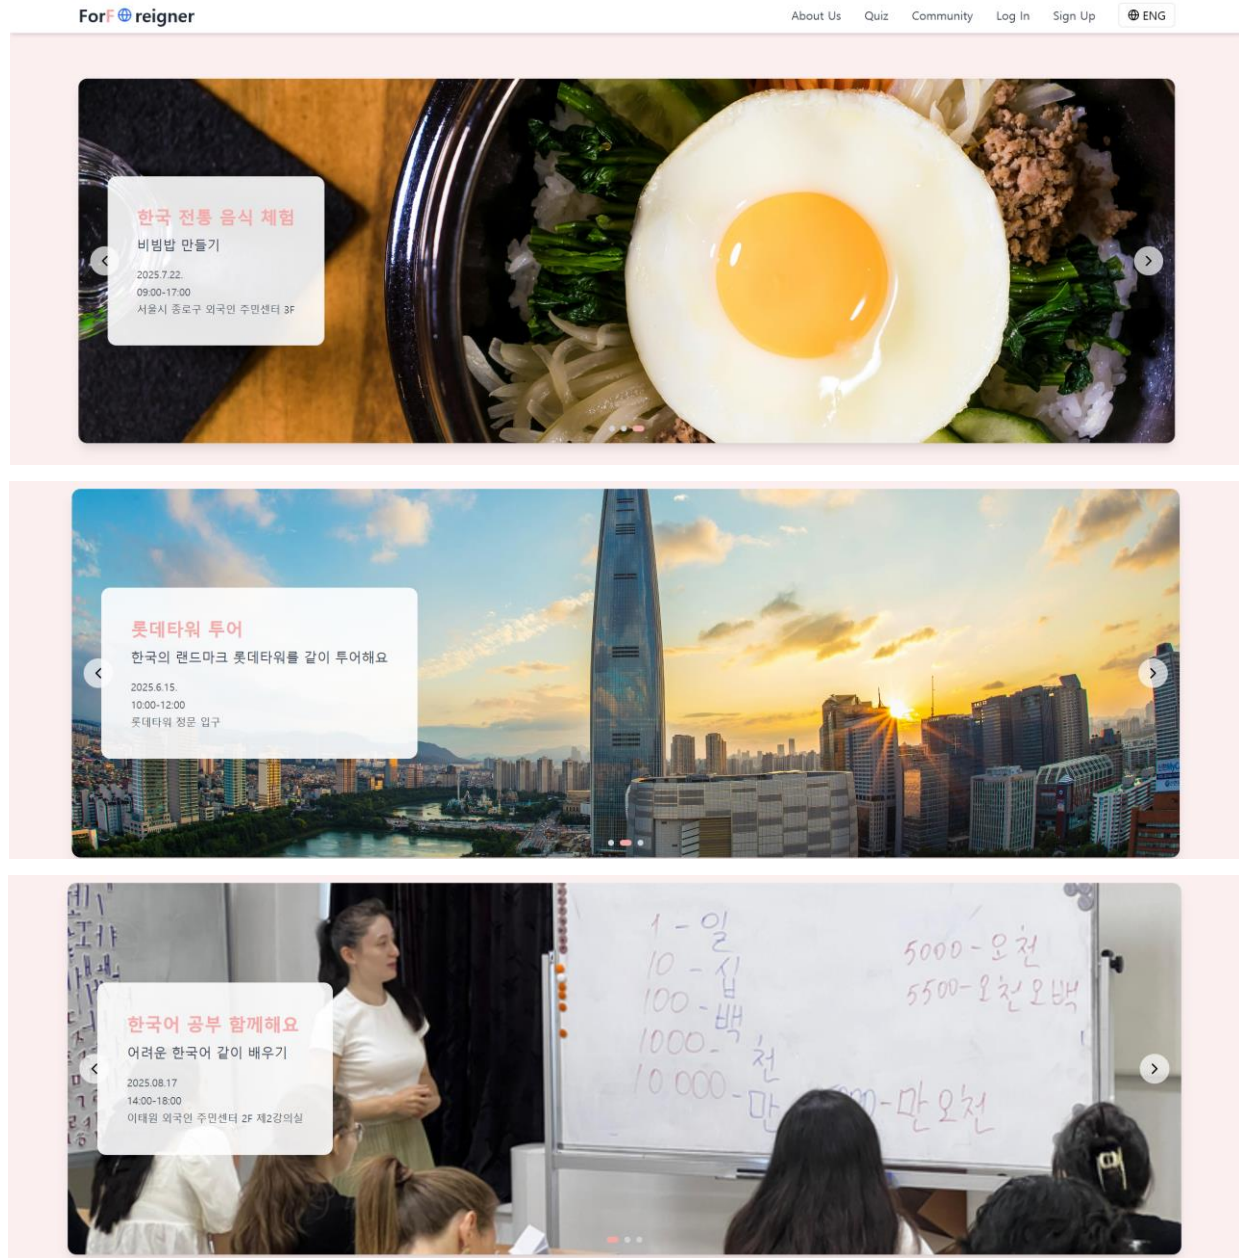 ForForeigner
About Us
Quiz
Community
Log In
Sign Up
ENG
한국 전통 음식 체험
비빔밥 만들기
2025.7.22.
09:00-17:00
서울시 종로구 외국인 주민센터 3F
롯데타워 투어
한국의 랜드마크 롯데타워를 같이 투어해요
2025.6.15.
10:00-12:00
롯데타워 정문 입구
한국어 공부 함께해요
어려운 한국어 같이 배우기
2025.08.17
14:00-18:00
이태원 외국인 주민센터 2F 제2강의실
1 - 일
10 - 십
100 - 백
1000 - 천
10 000 - 만
5000 - 오천
5500 - 오천오백
만오천